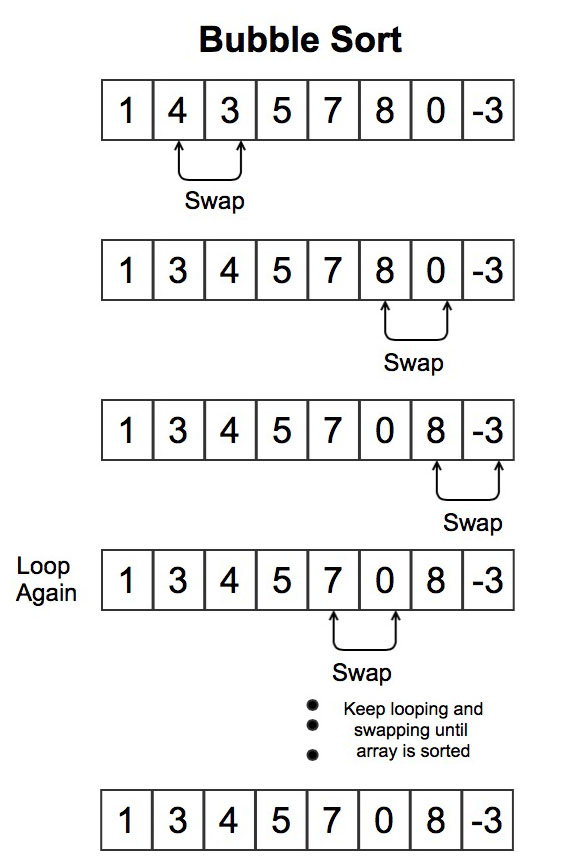 Bubble Sort
1 4 3 5 7 8 0 -3
Swap
1 3 4 5 7 8 0 -3
Swap
1 3 4 5 7 0 8 -3
Swap
Loop
Again
1 3 4 5 7 0 8 -3
Swap
Keep looping and
swapping until
array is sorted
1 3 4 5 7 0 8 -3